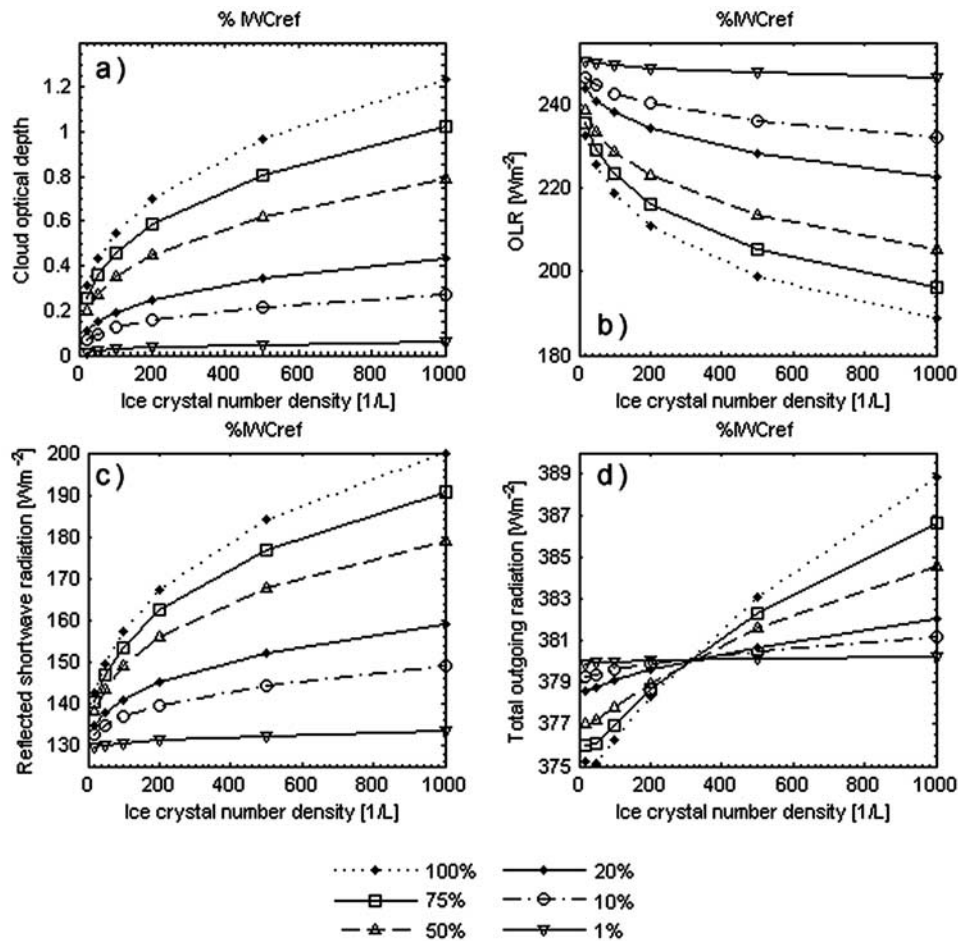 % IWCref
a)
1.2
1
0.8
0.6
0.4
0.2
0
Cloud optical depth
0 200 400 600 800 1000
Ice crystal number density [1/L]
%IWCref
b)
240
220
200
180
OLR [Wm⁻²]
0 200 400 600 800 1000
Ice crystal number density [1/L]
%IWCref
c)
200
190
180
170
160
150
140
130
Reflected shortwave radiation [Wm⁻²]
0 200 400 600 800 1000
Ice crystal number density [1/L]
%IWCref
d)
389
387
385
383
381
379
377
375
Total outgoing radiation [Wm⁻²]
0 200 400 600 800 1000
Ice crystal number density [1/L]
100%
75%
50%
20%
10%
1%